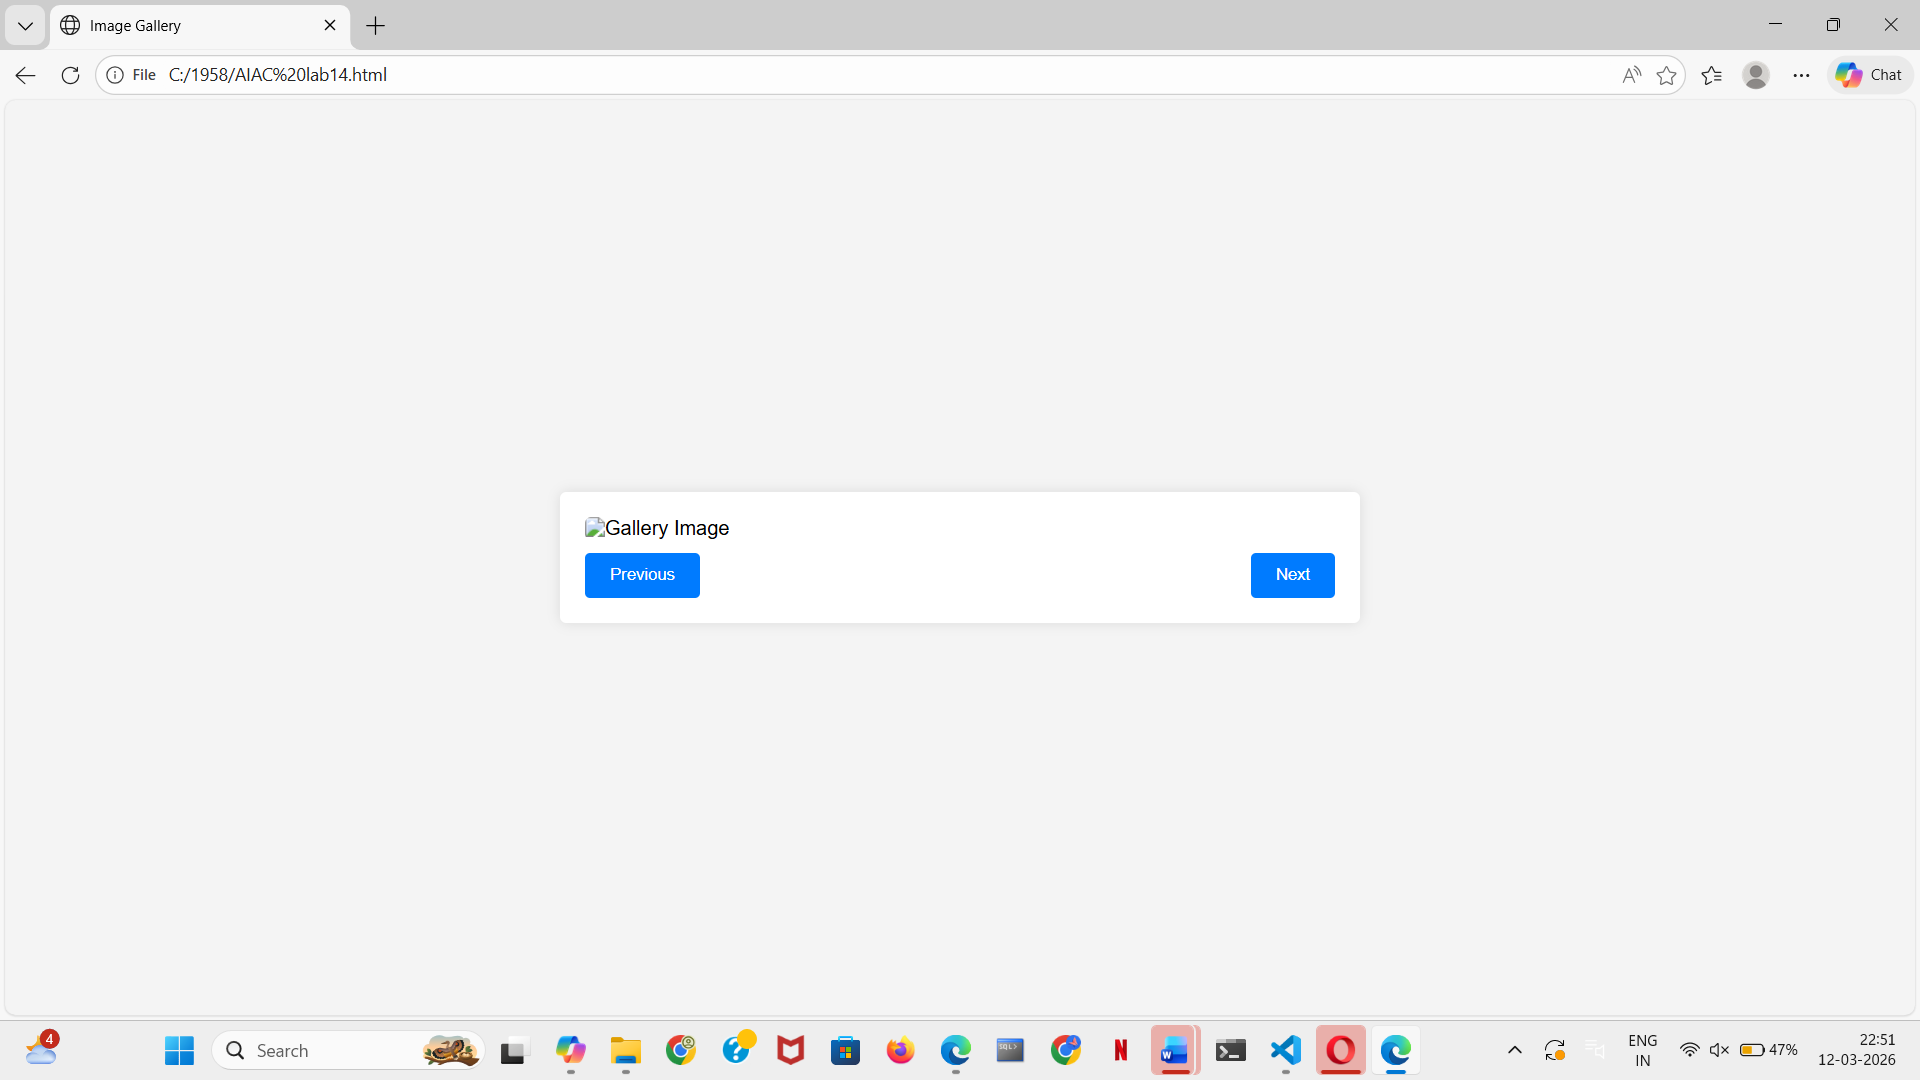 Image Gallery
File C:/1958/AIAC%20lab14.html
Chat
Gallery Image
Previous
Next
4
Search
SQL>
N
W
ENG
IN
47%
22:51
12-03-2026